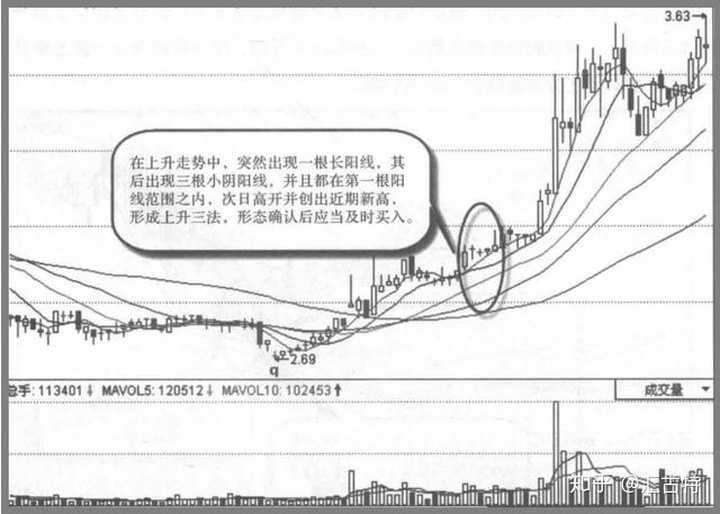 3.63
在上升走势中，突然出现一根长阳线，其
后出现三根小阴阳线，并且都在第一根阳
线范围之内，次日高开并创出近期新高，
形成上升三法，形态确认后应当及时买入。
2.69
q
总手: 113401↓ MAVOL5: 120512↓ MAVOL10: 102453↑
成交量